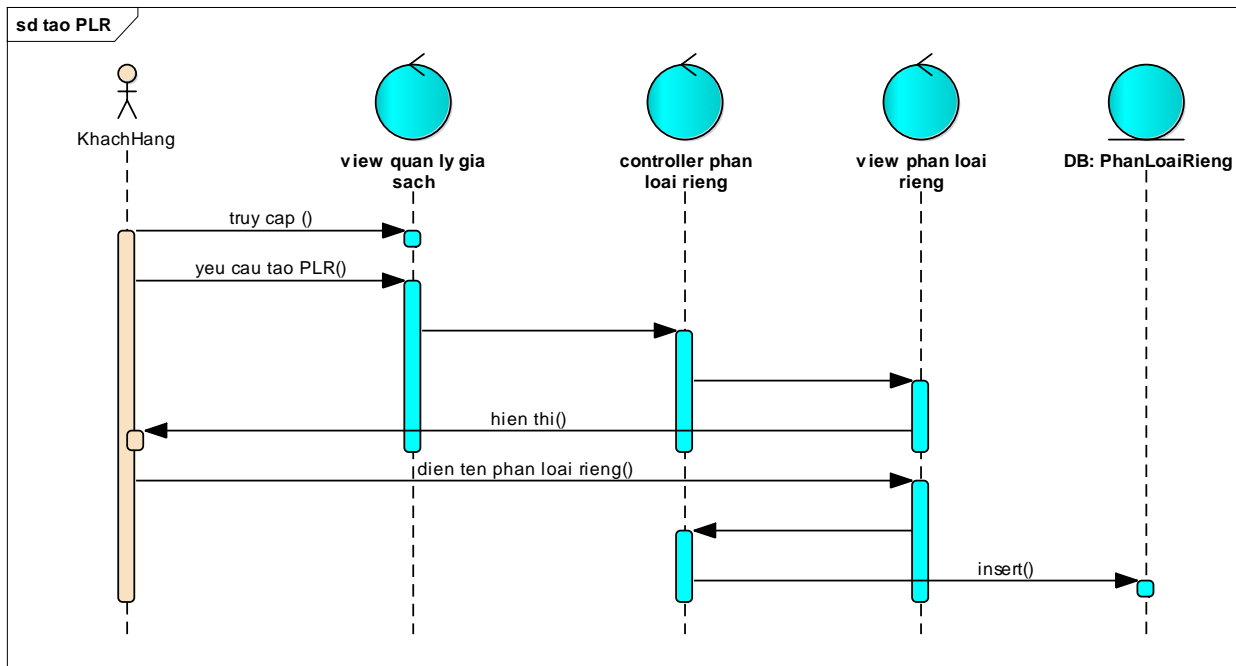 sd tao PLR
KhachHang
view quan ly gia
sach
controller phan
loai rieng
view phan loai
rieng
DB: PhanLoaiRieng
truy cap ()
yeu cau tao PLR()
hien thi()
dien ten phan loai rieng()
insert()